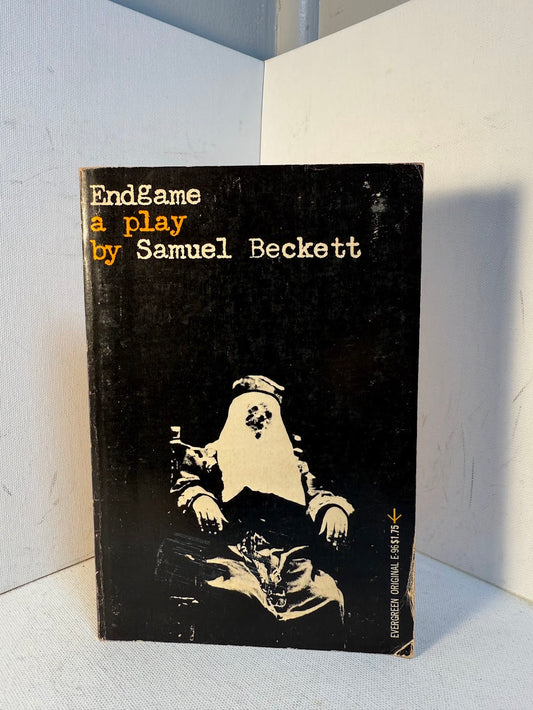 Endgame
a play
by Samuel Beckett
EVERGREEN ORIGINAL E-96 $1.75